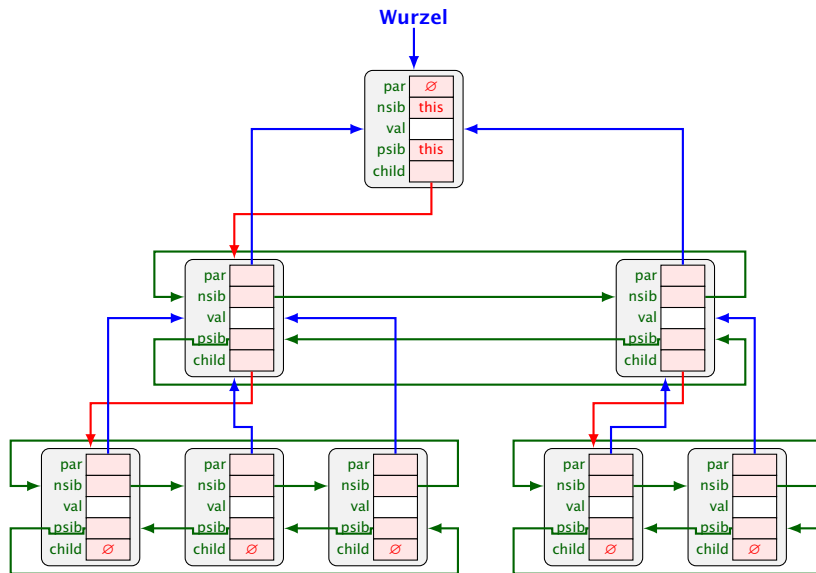 Wurzel
par ∅
nsib this
val
psib this
child
par
nsib
val
psib
child
par
nsib
val
psib
child
par
nsib
val
psib
child ∅
par
nsib
val
psib
child ∅
par
nsib
val
psib
child ∅
par
nsib
val
psib
child ∅
par
nsib
val
psib
child ∅